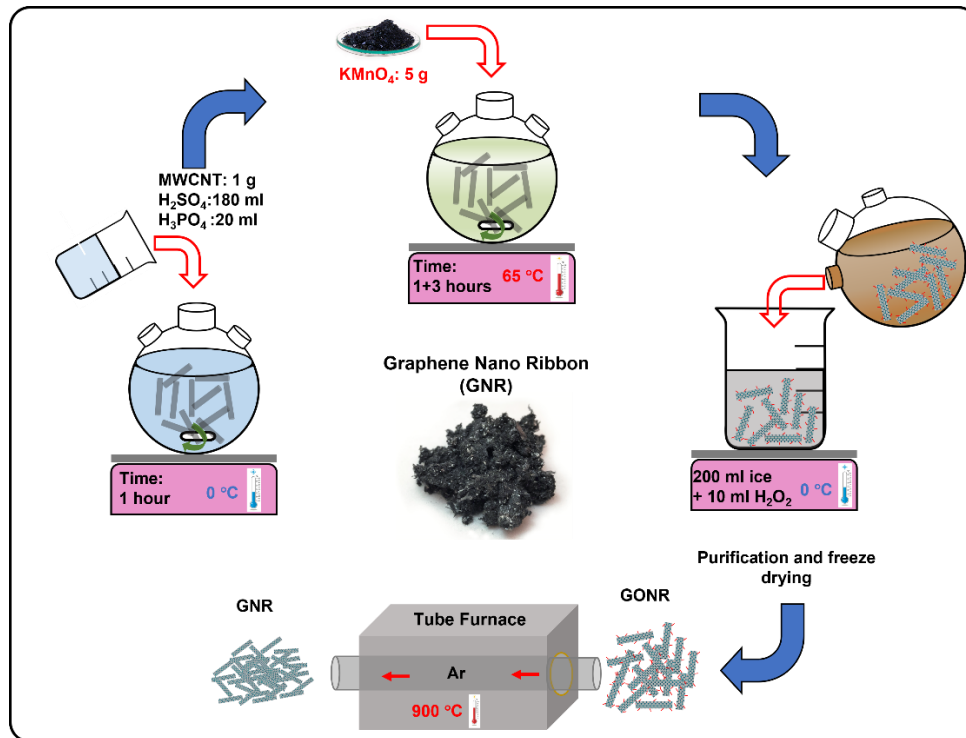 KMnO₄: 5 g
MWCNT: 1 g
H₂SO₄:180 ml
H₃PO₄ :20 ml
Time:
1+3 hours
65 °C
Time:
1 hour
0 °C
Graphene Nano Ribbon
(GNR)
200 ml ice
+ 10 ml H₂O₂
0 °C
Purification and freeze
drying
GNR
Tube Furnace
Ar
900 °C
GONR